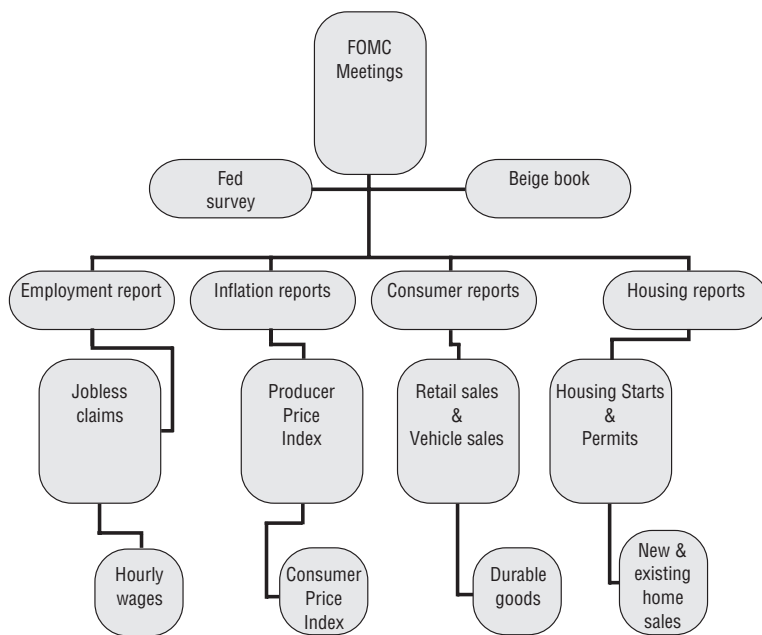 FOMC
Meetings
Fed
survey
Beige book
Employment report
Inflation reports
Consumer reports
Housing reports
Jobless
claims
Producer
Price
Index
Retail sales
&
Vehicle sales
Housing Starts
&
Permits
Hourly
wages
Consumer
Price
Index
Durable
goods
New &
existing
home
sales